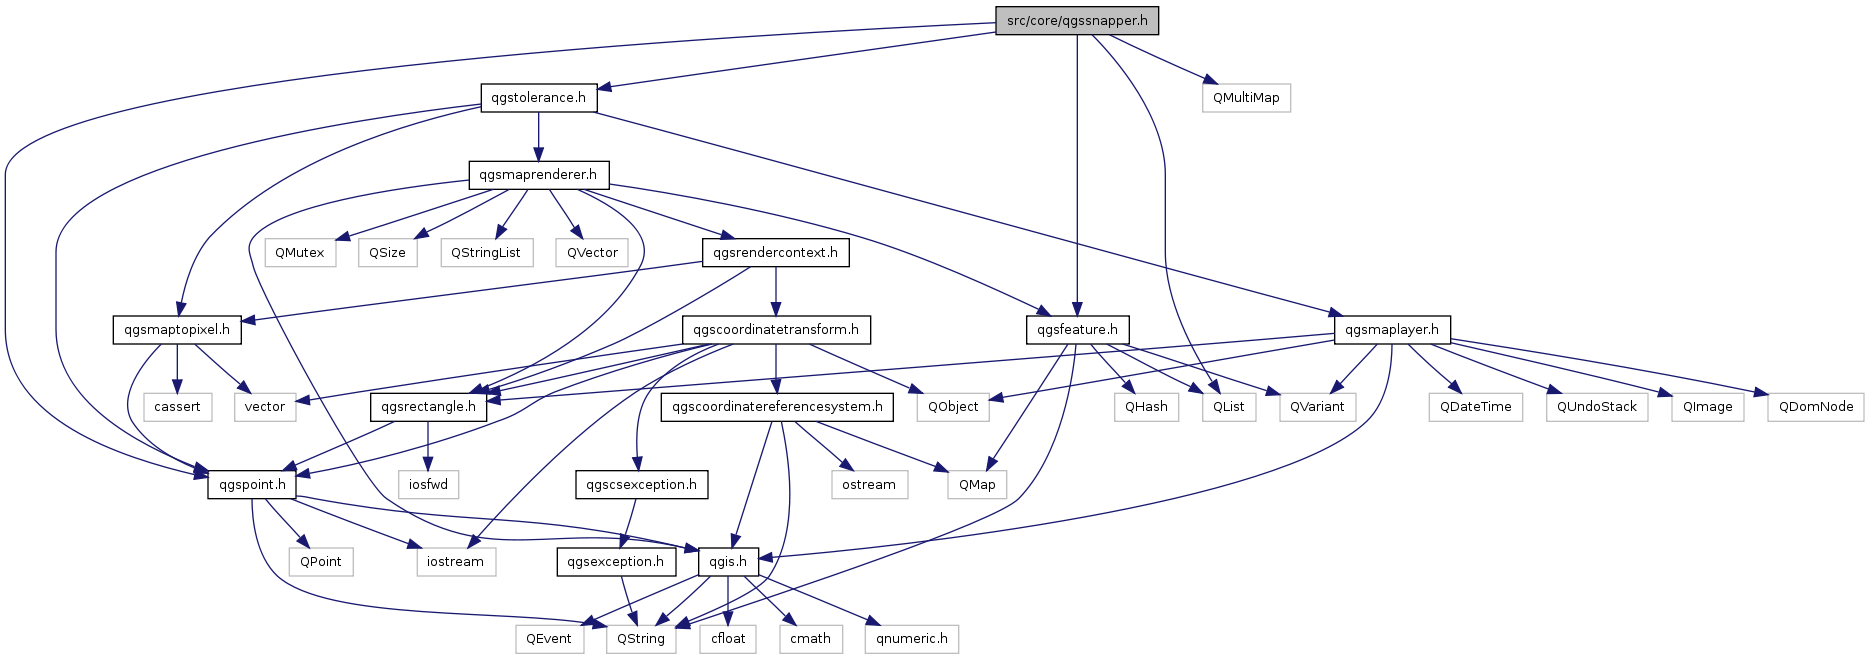 src/core/qgssnapper.h
qgstolerance.h
QMultiMap
qgsmaprenderer.h
QMutex
QSize
QStringList
QVector
qgsrendercontext.h
qgsmaptopixel.h
qgscoordinatetransform.h
qgsfeature.h
qgsmaplayer.h
cassert
vector
qgsrectangle.h
qgscoordinatereferencesystem.h
QObject
QHash
QList
QVariant
QDateTime
QUndoStack
QImage
QDomNode
qgspoint.h
iosfwd
qgscsexception.h
ostream
QMap
QPoint
iostream
qgsexception.h
qgis.h
QEvent
QString
cfloat
cmath
qnumeric.h